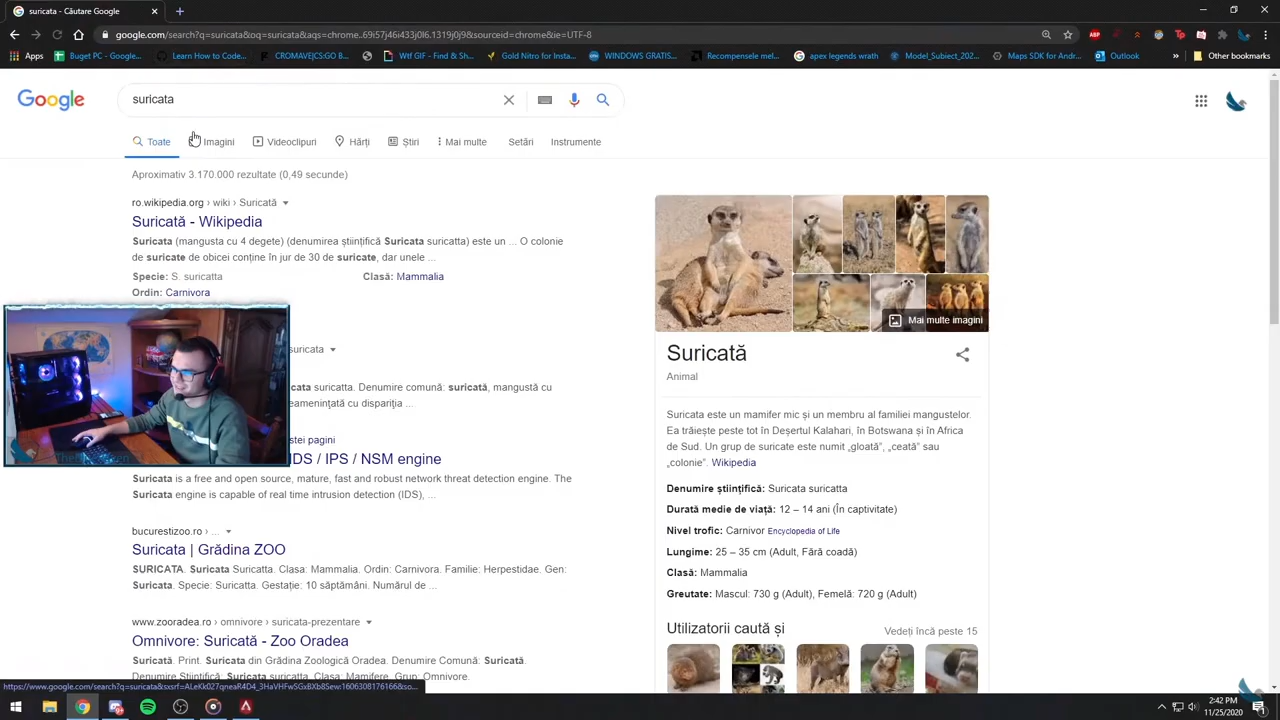 suricata - Căutare Google
google.com/search?q=suricata&oq=suricata&aqs=chrome..69i57j46i433j0l6.1319j0j9&sourceid=chrome&ie=UTF-8
Apps Buget PC - Google... Learn How to Code... CROMAVE|CS:GO B... Wtf GIF - Find & Sh... Gold Nitro for Insta... WINDOWS GRATIS... Recompensele medi... apex legends wrath Model_Subiect_202... Maps SDK for Andr... Outlook » Other bookmarks
Google
suricata
Toate Imagini Videoclipuri Hărți Știri Mai multe Setări Instrumente
Aproximativ 3.170.000 rezultate (0,49 secunde)
ro.wikipedia.org › wiki › Suricată
Suricată - Wikipedia
Suricata (mangusta cu 4 degete) (denumirea științifică Suricata suricatta) este un ... O colonie
de suricate de obicei conține în jur de 30 de suricate, dar unele ...
Specie: S. suricatta Clasă: Mammalia
Ordin: Carnivora
suricata
cata suricatta. Denumire comună: suricată, mangustă cu
eamenințată cu dispariția ...
stei pagini
IDS / IPS / NSM engine
Suricata is a free and open source, mature, fast and robust network threat detection engine. The
Suricata engine is capable of real time intrusion detection (IDS), ...
bucurestizoo.ro › ...
Suricata | Grădina ZOO
SURICATA. Suricata Suricatta. Clasa: Mammalia. Ordin: Carnivora. Familie: Herpestidae. Gen:
Suricata. Specie: Suricatta. Gestație: 10 săptămâni. Numărul de ...
www.zooradea.ro › omnivore › suricata-prezentare
Omnivore: Suricată - Zoo Oradea
Suricată. Print. Suricata din Grădina Zoologică Oradea. Denumire Comună: Suricată.
Denumire Științifică: Suricata suricatta. Clasa: Mamifere. Grup: Omnivore.
Mai multe imagini
Suricată
Animal
Suricata este un mamifer mic și un membru al familiei mangustelor.
Ea trăiește peste tot în Deșertul Kalahari, în Botswana și în Africa
de Sud. Un grup de suricate este numit „gloată”, „ceată” sau
„colonie”. Wikipedia
Denumire științifică: Suricata suricatta
Durată medie de viață: 12 – 14 ani (În captivitate)
Nivel trofic: Carnivor Encyclopedia of Life
Lungime: 25 – 35 cm (Adult, Fără coadă)
Clasă: Mammalia
Greutate: Mascul: 730 g (Adult), Femelă: 720 g (Adult)
Utilizatorii caută și Vedeți încă peste 15
2:42 PM
11/25/2020